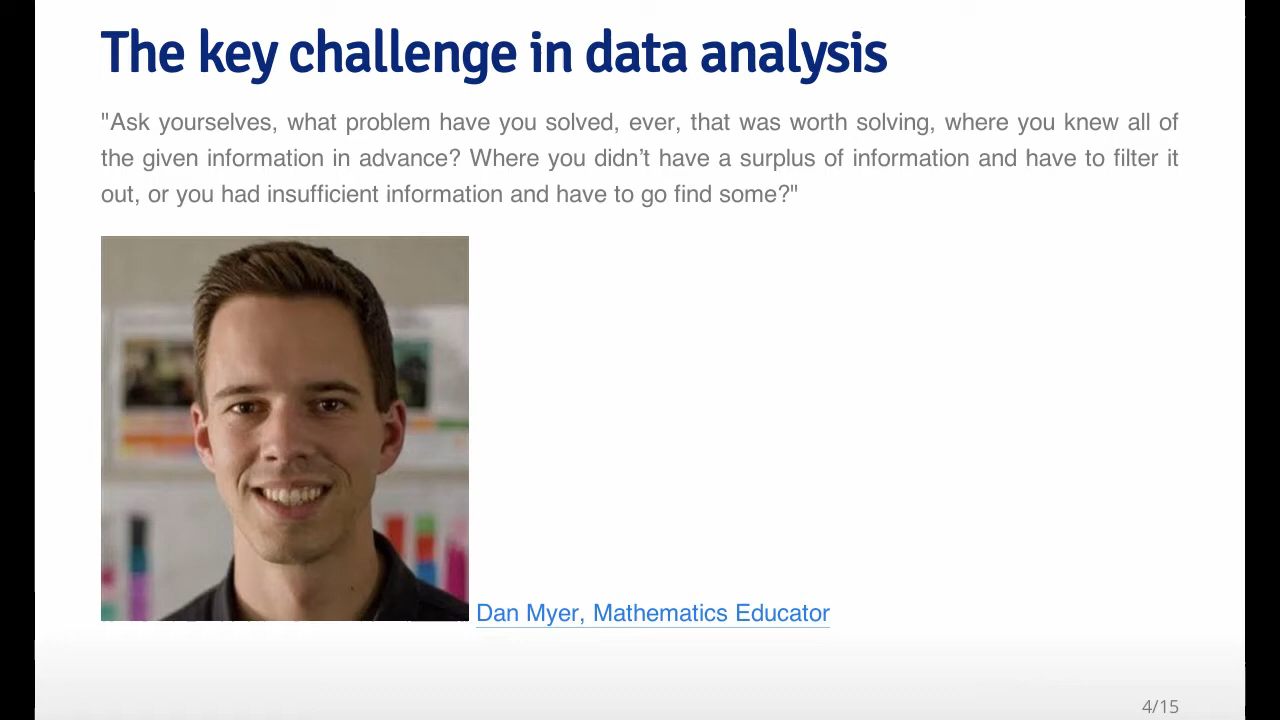 The key challenge in data analysis
"Ask yourselves, what problem have you solved, ever, that was worth solving, where you knew all of
the given information in advance? Where you didn’t have a surplus of information and have to filter it
out, or you had insufficient information and have to go find some?"
Dan Myer, Mathematics Educator
4/15